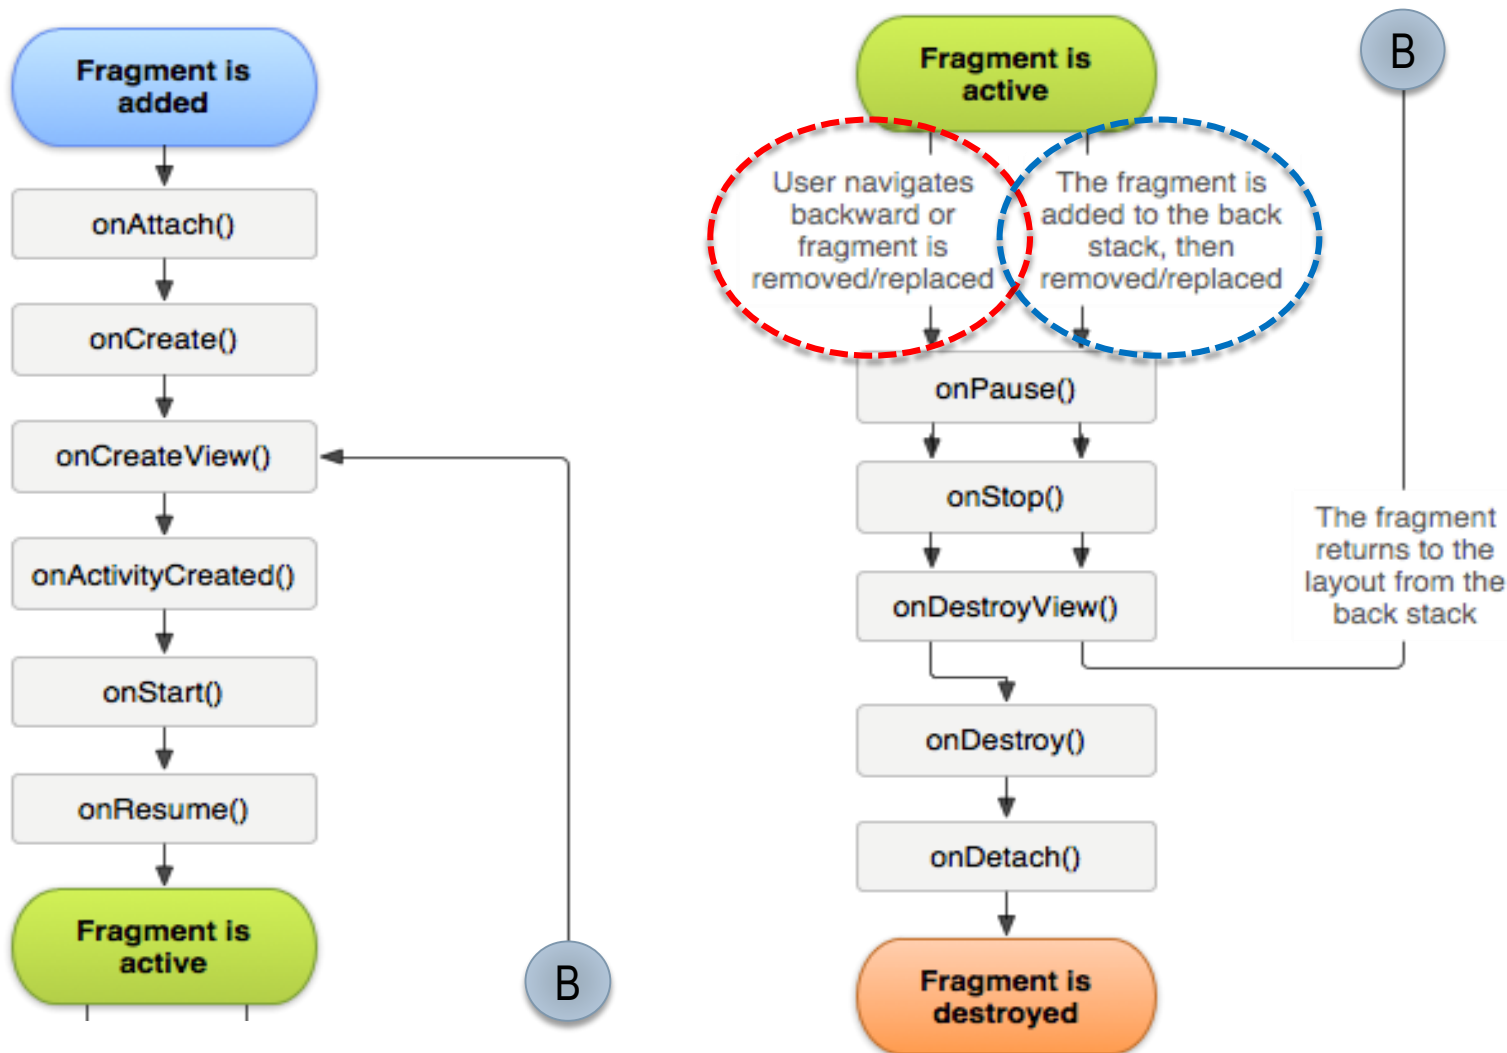 Fragment is
added
onAttach()
onCreate()
onCreateView()
onActivityCreated()
onStart()
onResume()
Fragment is
active
B
Fragment is
active
User navigates
backward or
fragment is
removed/replaced
The fragment is
added to the back
stack, then
removed/replaced
onPause()
onStop()
onDestroyView()
onDestroy()
onDetach()
Fragment is
destroyed
B
The fragment
returns to the
layout from the
back stack